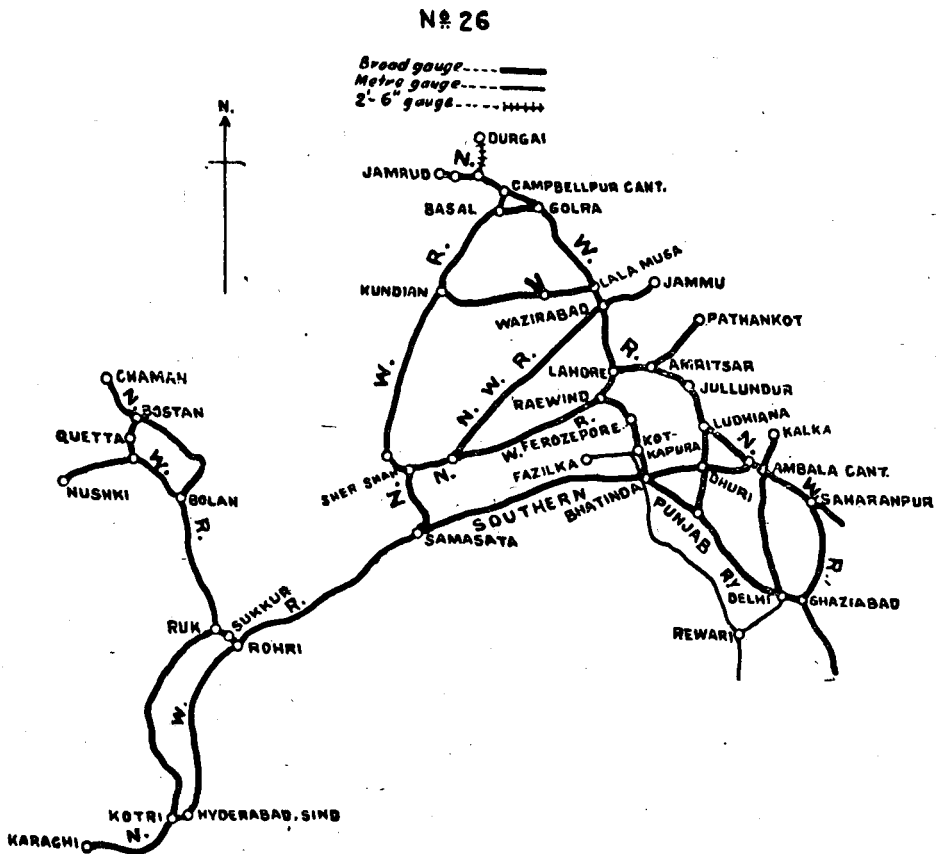 Nº 26
Broad gauge
Metre gauge
2'-6" gauge
N.
DURGAI
N.
JAMRUD
CAMPBELLPUR CANT.
BASAL
GOLRA
R.
W.
LALA MUSA
KUNDIAN
W
JAMMU
WAZIRABAD
PATHANKOT
R.
W.
N. W. R.
LAHORE
AMRITSAR
CHAMAN
JULLUNDUR
N.
BOSTAN
RAEWIND
R.
LUDHIANA
QUETTA
W. FEROZEPORE
N.
KALKA
KOT-
KAPURA
W.
SHER SHAH
N.
FAZILKA
DHURI
AMBALA CANT.
NUSHKI
N.
BHATINDA
W.
SAHARANPUR
BOLAN
SOUTHERN PUNJAB RY.
R.
SAMASATA
R.
DELHI
GHAZIABAD
SUKKUR
R.
RUK
ROHRI
REWARI
W.
KOTRI
HYDERABAD, SIND
N.
KARACHI